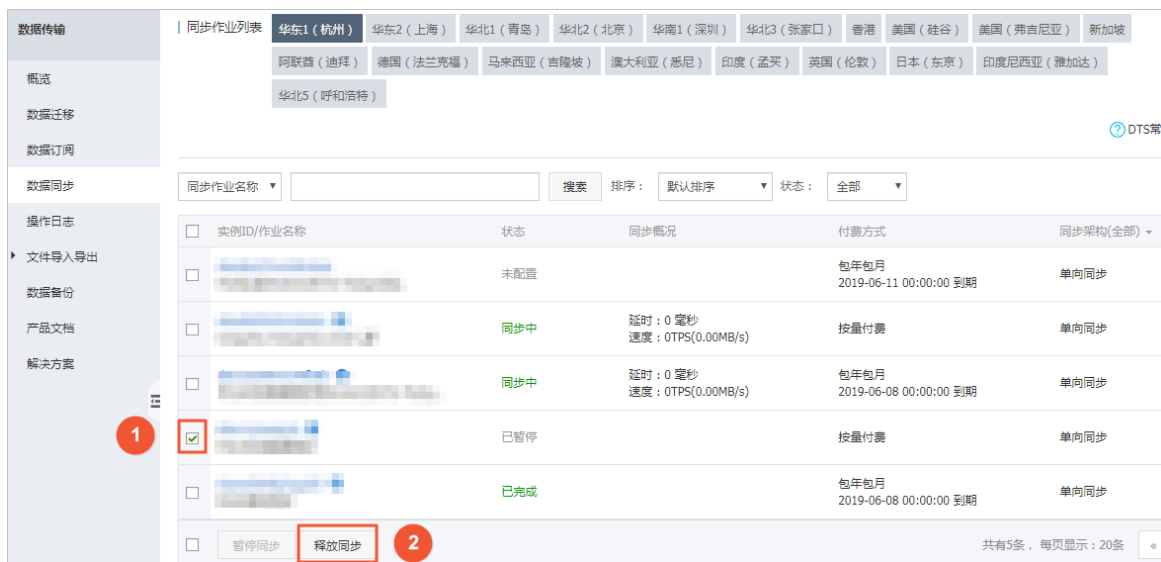 数据传输
概览
数据迁移
数据订阅
数据同步
操作日志
文件导入导出
数据备份
产品文档
解决方案
同步作业列表 华东1（杭州） 华东2（上海） 华北1（青岛） 华北2（北京） 华南1（深圳） 华北3（张家口） 香港 美国（硅谷） 美国（弗吉尼亚） 新加坡
阿联酋（迪拜） 德国（法兰克福） 马来西亚（吉隆坡） 澳大利亚（悉尼） 印度（孟买） 英国（伦敦） 日本（东京） 印度尼西亚（雅加达）
华北5（呼和浩特）
DTS常
同步作业名称 搜索 排序： 默认排序 状态： 全部
实例ID/作业名称 状态 同步概况 付费方式 同步架构(全部)
未配置 包年包月 单向同步
2019-06-11 00:00:00 到期
同步中 延时：0 毫秒 按量付费 单向同步
速度：0TPS(0.00MB/s)
同步中 延时：0 毫秒 包年包月 单向同步
速度：0TPS(0.00MB/s) 2019-06-08 00:00:00 到期
1 已暂停 按量付费 单向同步
已完成 包年包月 单向同步
2019-06-08 00:00:00 到期
暂停同步 释放同步 2 共有5条， 每页显示：20条 «